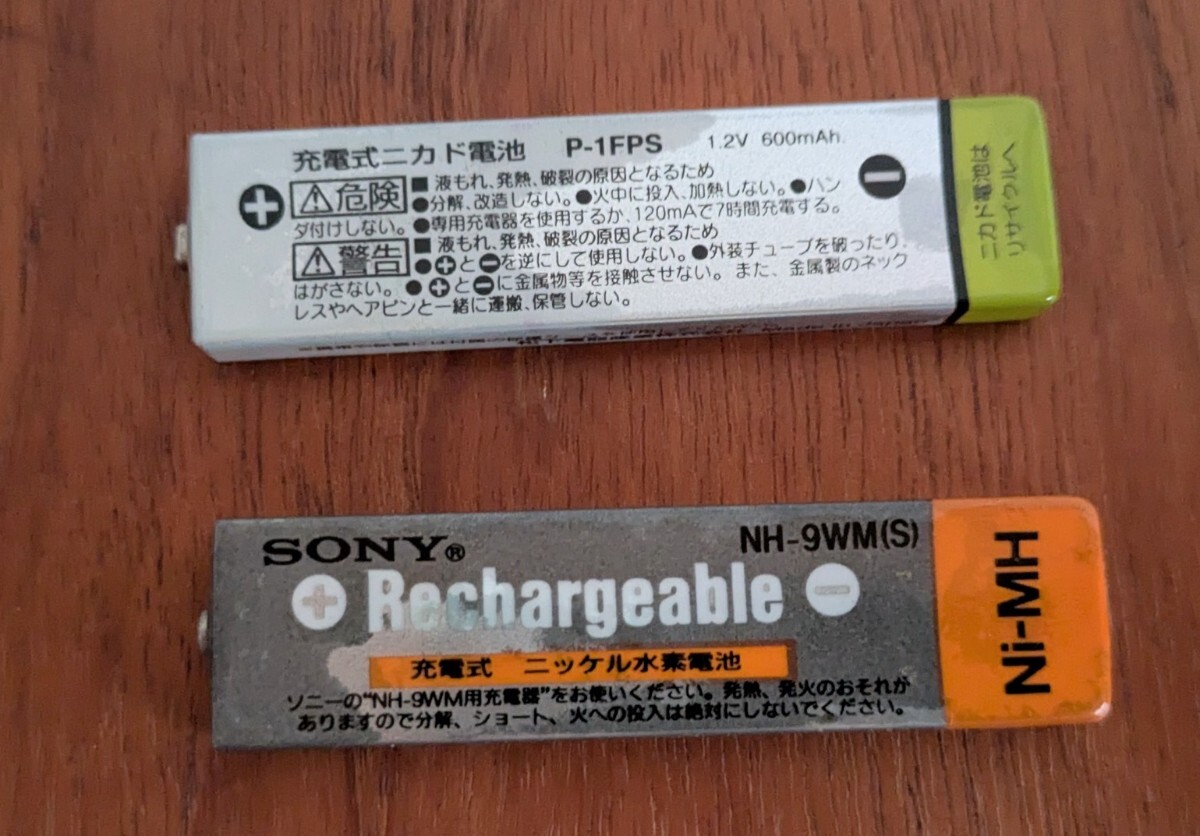 充電式ニカド電池 P-1FPS 1.2V 600mAh.
⚠危険 ■ 液もれ、発熱、破裂の原因となるため
●分解、改造しない。●火中に投入、加熱しない。●ハン
ダ付けしない。●専用充電器を使用するか、120mAで7時間充電する。
⚠警告 ■ 液もれ、発熱、破裂の原因となるため
●⊕と⊖を逆にして使用しない。●外装チューブを破ったり、
はがさない。●⊕と⊖に金属物等を接触させない。また、金属製のネック
レスやヘアピンと一緒に運搬、保管しない。
ニカド電池は
リサイクルへ
SONY® NH-9WM(S)
+ Rechargeable -
充電式 ニッケル水素電池
ソニーの"NH-9WM用充電器"をお使いください。発熱、発火のおそれが
ありますので分解、ショート、火への投入は絶対にしないでください。
Ni-MH